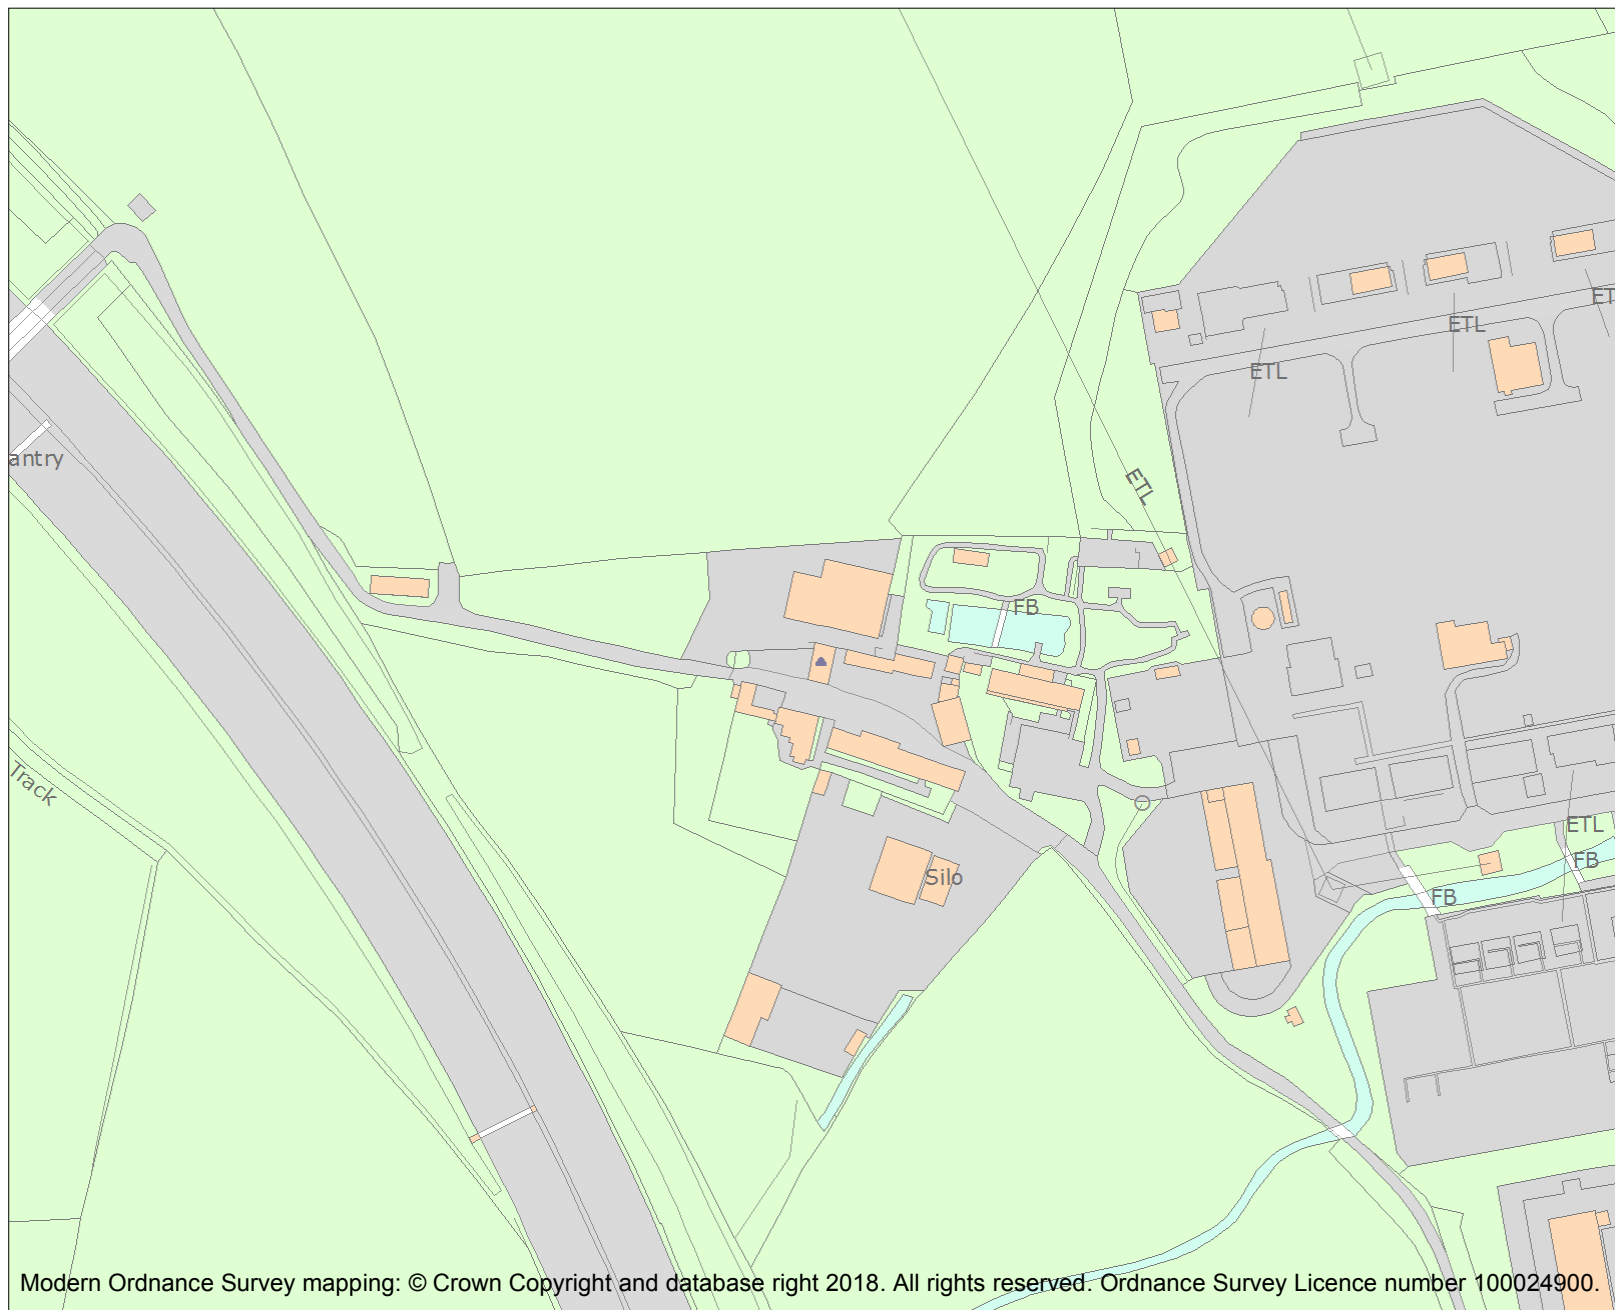 ETL
ETL
ETL
antry
ETL
FB
Track
ETL
FB
Silo
FB
Modern Ordnance Survey mapping: © Crown Copyright and database right 2018. All rights reserved. Ordnance Survey Licence number 100024900.